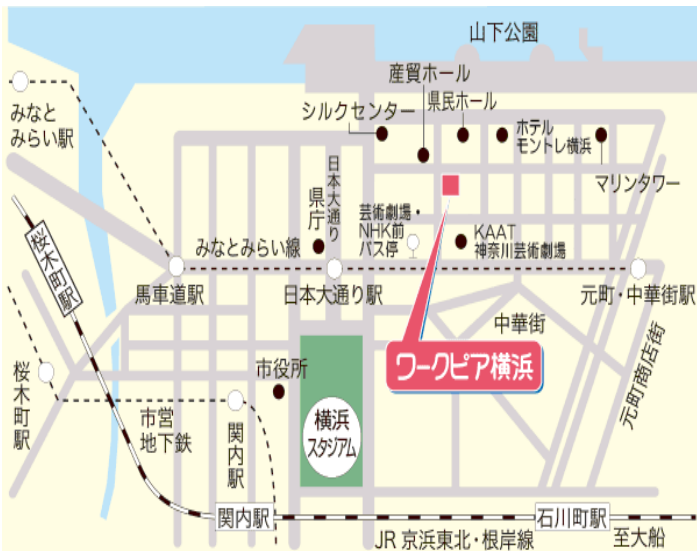 山下公園
産貿ホール
県民ホール
シルクセンター
ホテル
モントレ横浜
マリンタワー
みなと
みらい駅
日本大通り
県庁
芸術劇場・
NHK前
バス停
KAAT
神奈川芸術劇場
みなとみらい線
桜木町駅
馬車道駅
日本大通り駅
元町・中華街駅
中華街
ワークピア横浜
元町商店街
桜木町駅
市役所
市営
地下鉄
関内駅
横浜
スタジアム
関内駅
石川町駅
JR 京浜東北・根岸線
至大船